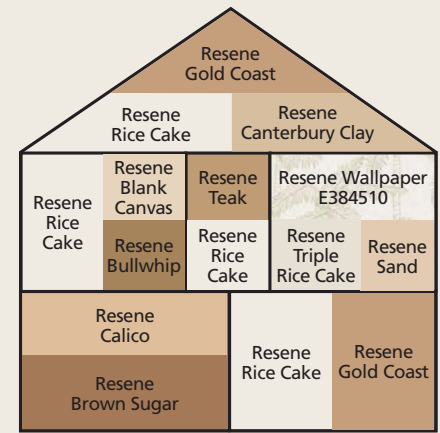 Resene
Gold Coast
Resene
Rice Cake
Resene
Canterbury Clay
Resene
Rice
Cake
Resene
Blank
Canvas
Resene
Bullwhip
Resene
Teak
Resene
Rice
Cake
Resene Wallpaper
E384510
Resene
Triple
Rice Cake
Resene
Sand
Resene
Calico
Resene
Brown Sugar
Resene
Rice Cake
Resene
Gold Coast